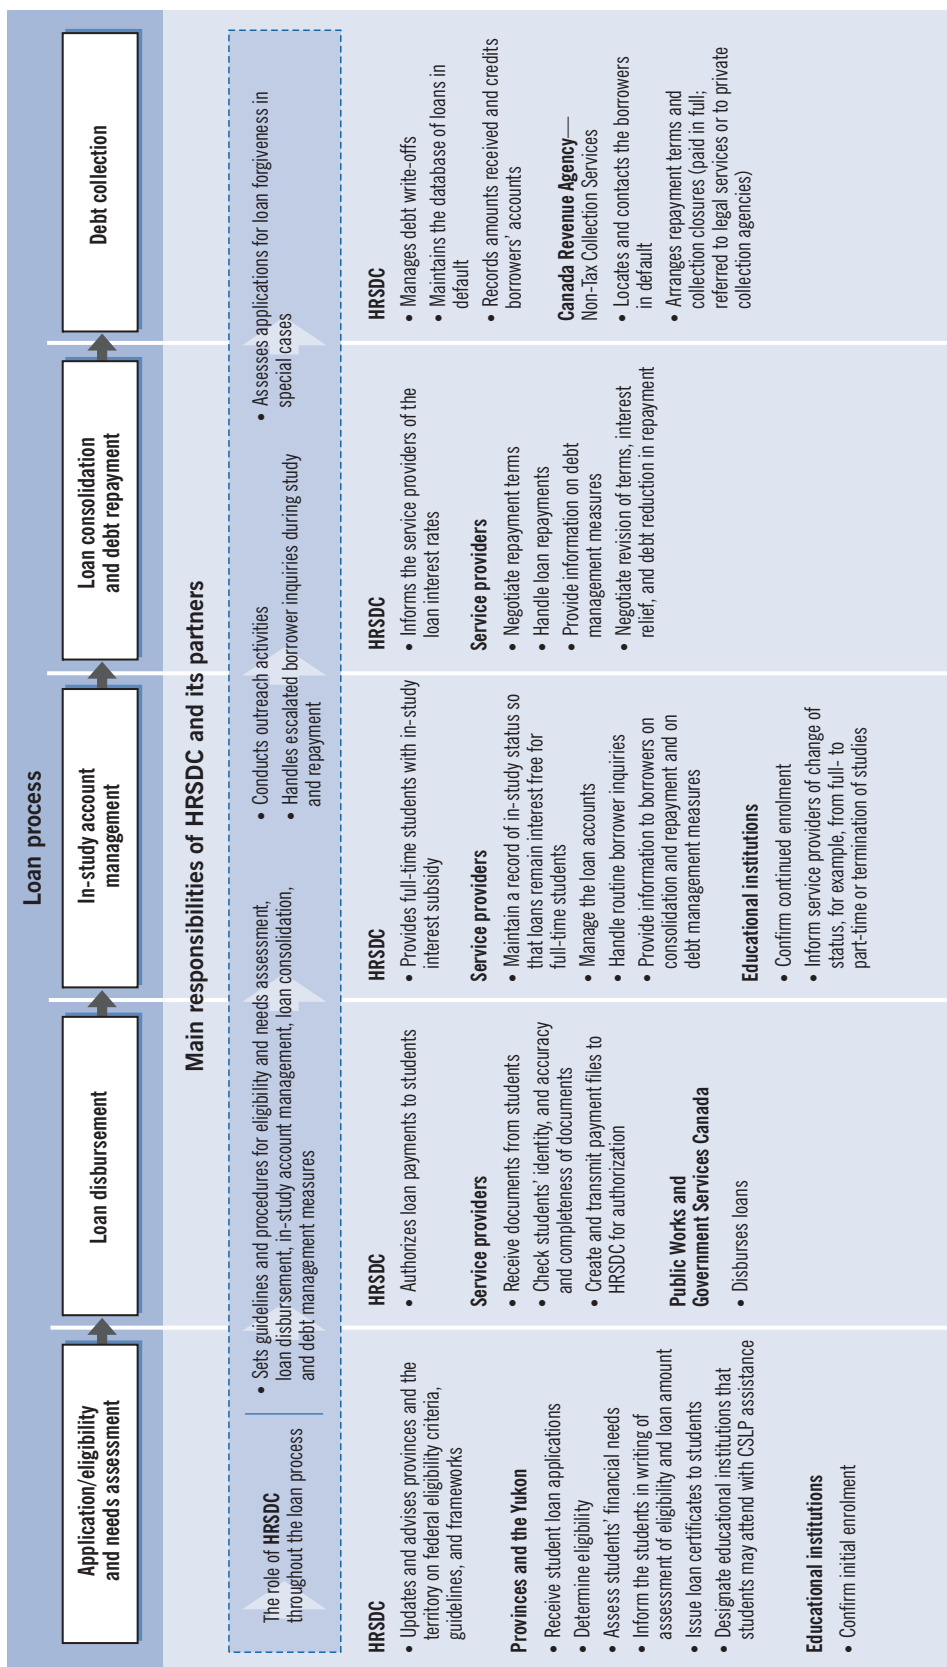 Loan process
Application/eligibility
and needs assessment
Loan disbursement
In-study account
management
Loan consolidation
and debt repayment
Debt collection
Main responsibilities of HRSDC and its partners
The role of HRSDC
throughout the loan process
• Sets guidelines and procedures for eligibility and needs assessment,
loan disbursement, in-study account management, loan consolidation,
and debt management measures
• Conducts outreach activities
• Handles escalated borrower inquiries during study
and repayment
• Assesses applications for loan forgiveness in
special cases
HRSDC
• Updates and advises provinces and the
territory on federal eligibility criteria,
guidelines, and frameworks
Provinces and the Yukon
• Receive student loan applications
• Determine eligibility
• Assess students' financial needs
• Inform the students in writing of
assessment of eligibility and loan amount
• Issue loan certificates to students
• Designate educational institutions that
students may attend with CSLP assistance
Educational institutions
• Confirm initial enrolment
HRSDC
• Authorizes loan payments to students
Service providers
• Receive documents from students
• Check students' identity, and accuracy
and completeness of documents
• Create and transmit payment files to
HRSDC for authorization
Public Works and
Government Services Canada
• Disburses loans
HRSDC
• Provides full-time students with in-study
interest subsidy
Service providers
• Maintain a record of in-study status so
that loans remain interest free for
full-time students
• Manage the loan accounts
• Handle routine borrower inquiries
• Provide information to borrowers on
consolidation and repayment and on
debt management measures
Educational institutions
• Confirm continued enrolment
• Inform service providers of change of
status, for example, from full- to
part-time or termination of studies
HRSDC
• Informs the service providers of the
loan interest rates
Service providers
• Negotiate repayment terms
• Handle loan repayments
• Provide information on debt
management measures
• Negotiate revision of terms, interest
relief, and debt reduction in repayment
HRSDC
• Manages debt write-offs
• Maintains the database of loans in
default
• Records amounts received and credits
borrowers' accounts
Canada Revenue Agency—
Non-Tax Collection Services
• Locates and contacts the borrowers
in default
• Arranges repayment terms and
collection closures (paid in full;
referred to legal services or to private
collection agencies)